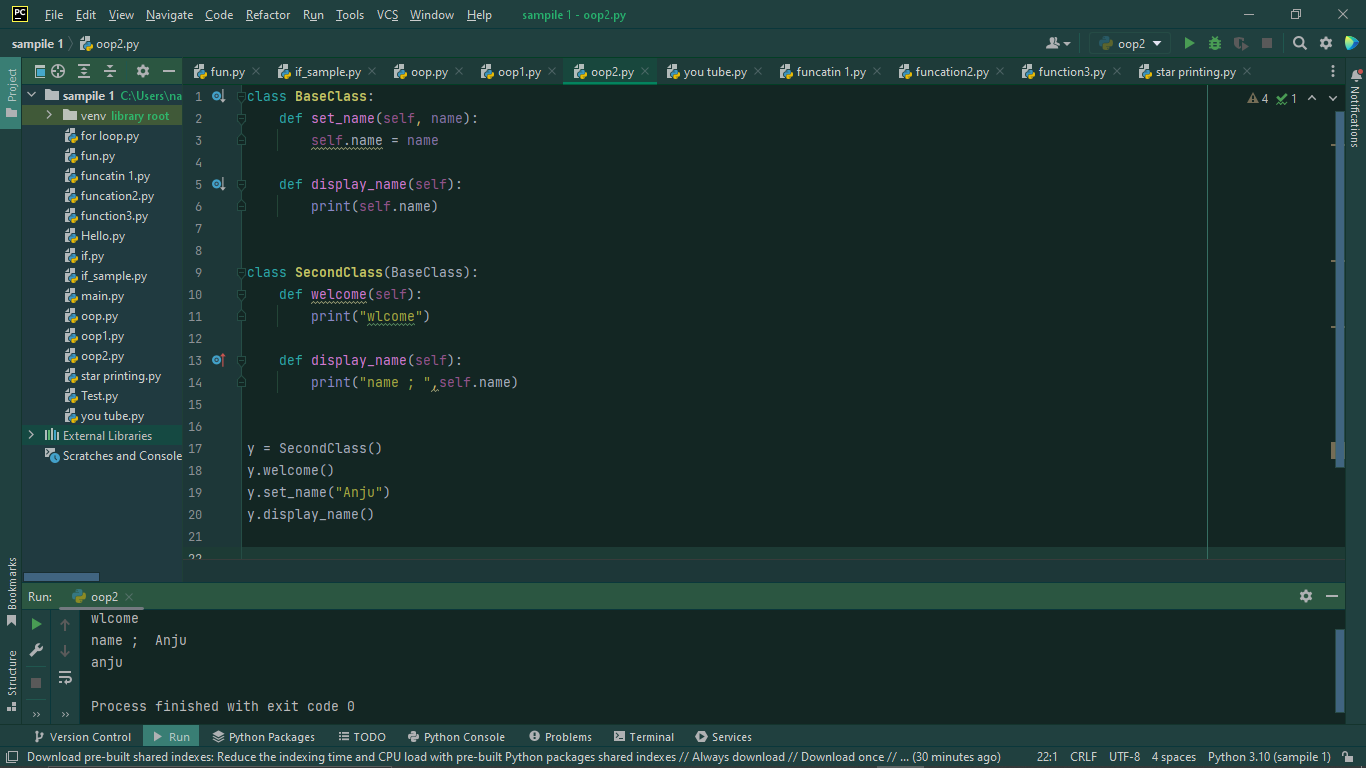 PC File Edit View Navigate Code Refactor Run Tools VCS Window Help sampile 1 - oop2.py
sampile 1 oop2.py oop2
Project
fun.py if_sample.py oop.py oop1.py oop2.py you tube.py funcatin 1.py funcation2.py function3.py star printing.py
sampile 1 C:\Users\na
venv library root
for loop.py
fun.py
funcatin 1.py
funcation2.py
function3.py
Hello.py
if.py
if_sample.py
main.py
oop.py
oop1.py
oop2.py
star printing.py
Test.py
you tube.py
External Libraries
Scratches and Console
1 class BaseClass:
2 def set_name(self, name):
3 self.name = name
4
5 def display_name(self):
6 print(self.name)
7
8
9 class SecondClass(BaseClass):
10 def welcome(self):
11 print("wlcome")
12
13 def display_name(self):
14 print("name ; ",self.name)
15
16
17 y = SecondClass()
18 y.welcome()
19 y.set_name("Anju")
20 y.display_name()
21
22
4 1
Notifications
Bookmarks
Structure
Run: oop2
wlcome
name ;  Anju
anju
Process finished with exit code 0
Version Control Run Python Packages TODO Python Console Problems Terminal Services
Download pre-built shared indexes: Reduce the indexing time and CPU load with pre-built Python packages shared indexes // Always download // Download once // ... (30 minutes ago) 22:1 CRLF UTF-8 4 spaces Python 3.10 (sampile 1)